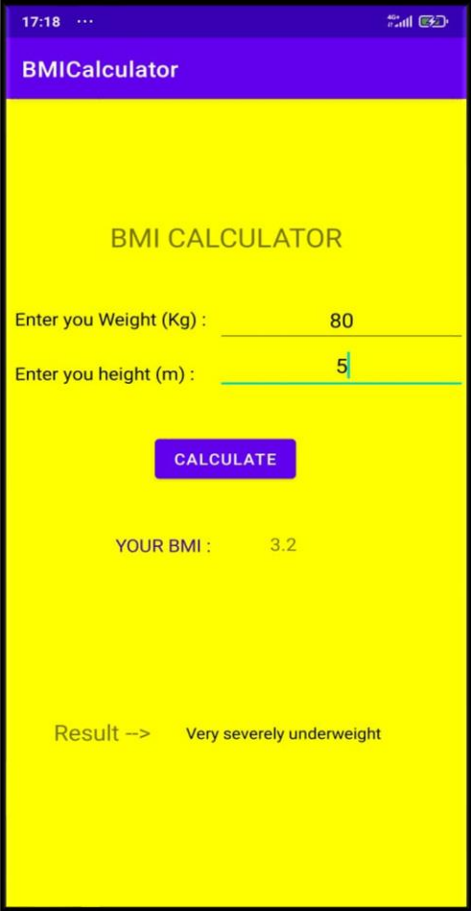 17:18 ...
BMICalculator
BMI CALCULATOR
Enter you Weight (Kg) : 80
Enter you height (m) : 5
CALCULATE
YOUR BMI : 3.2
Result --> Very severely underweight